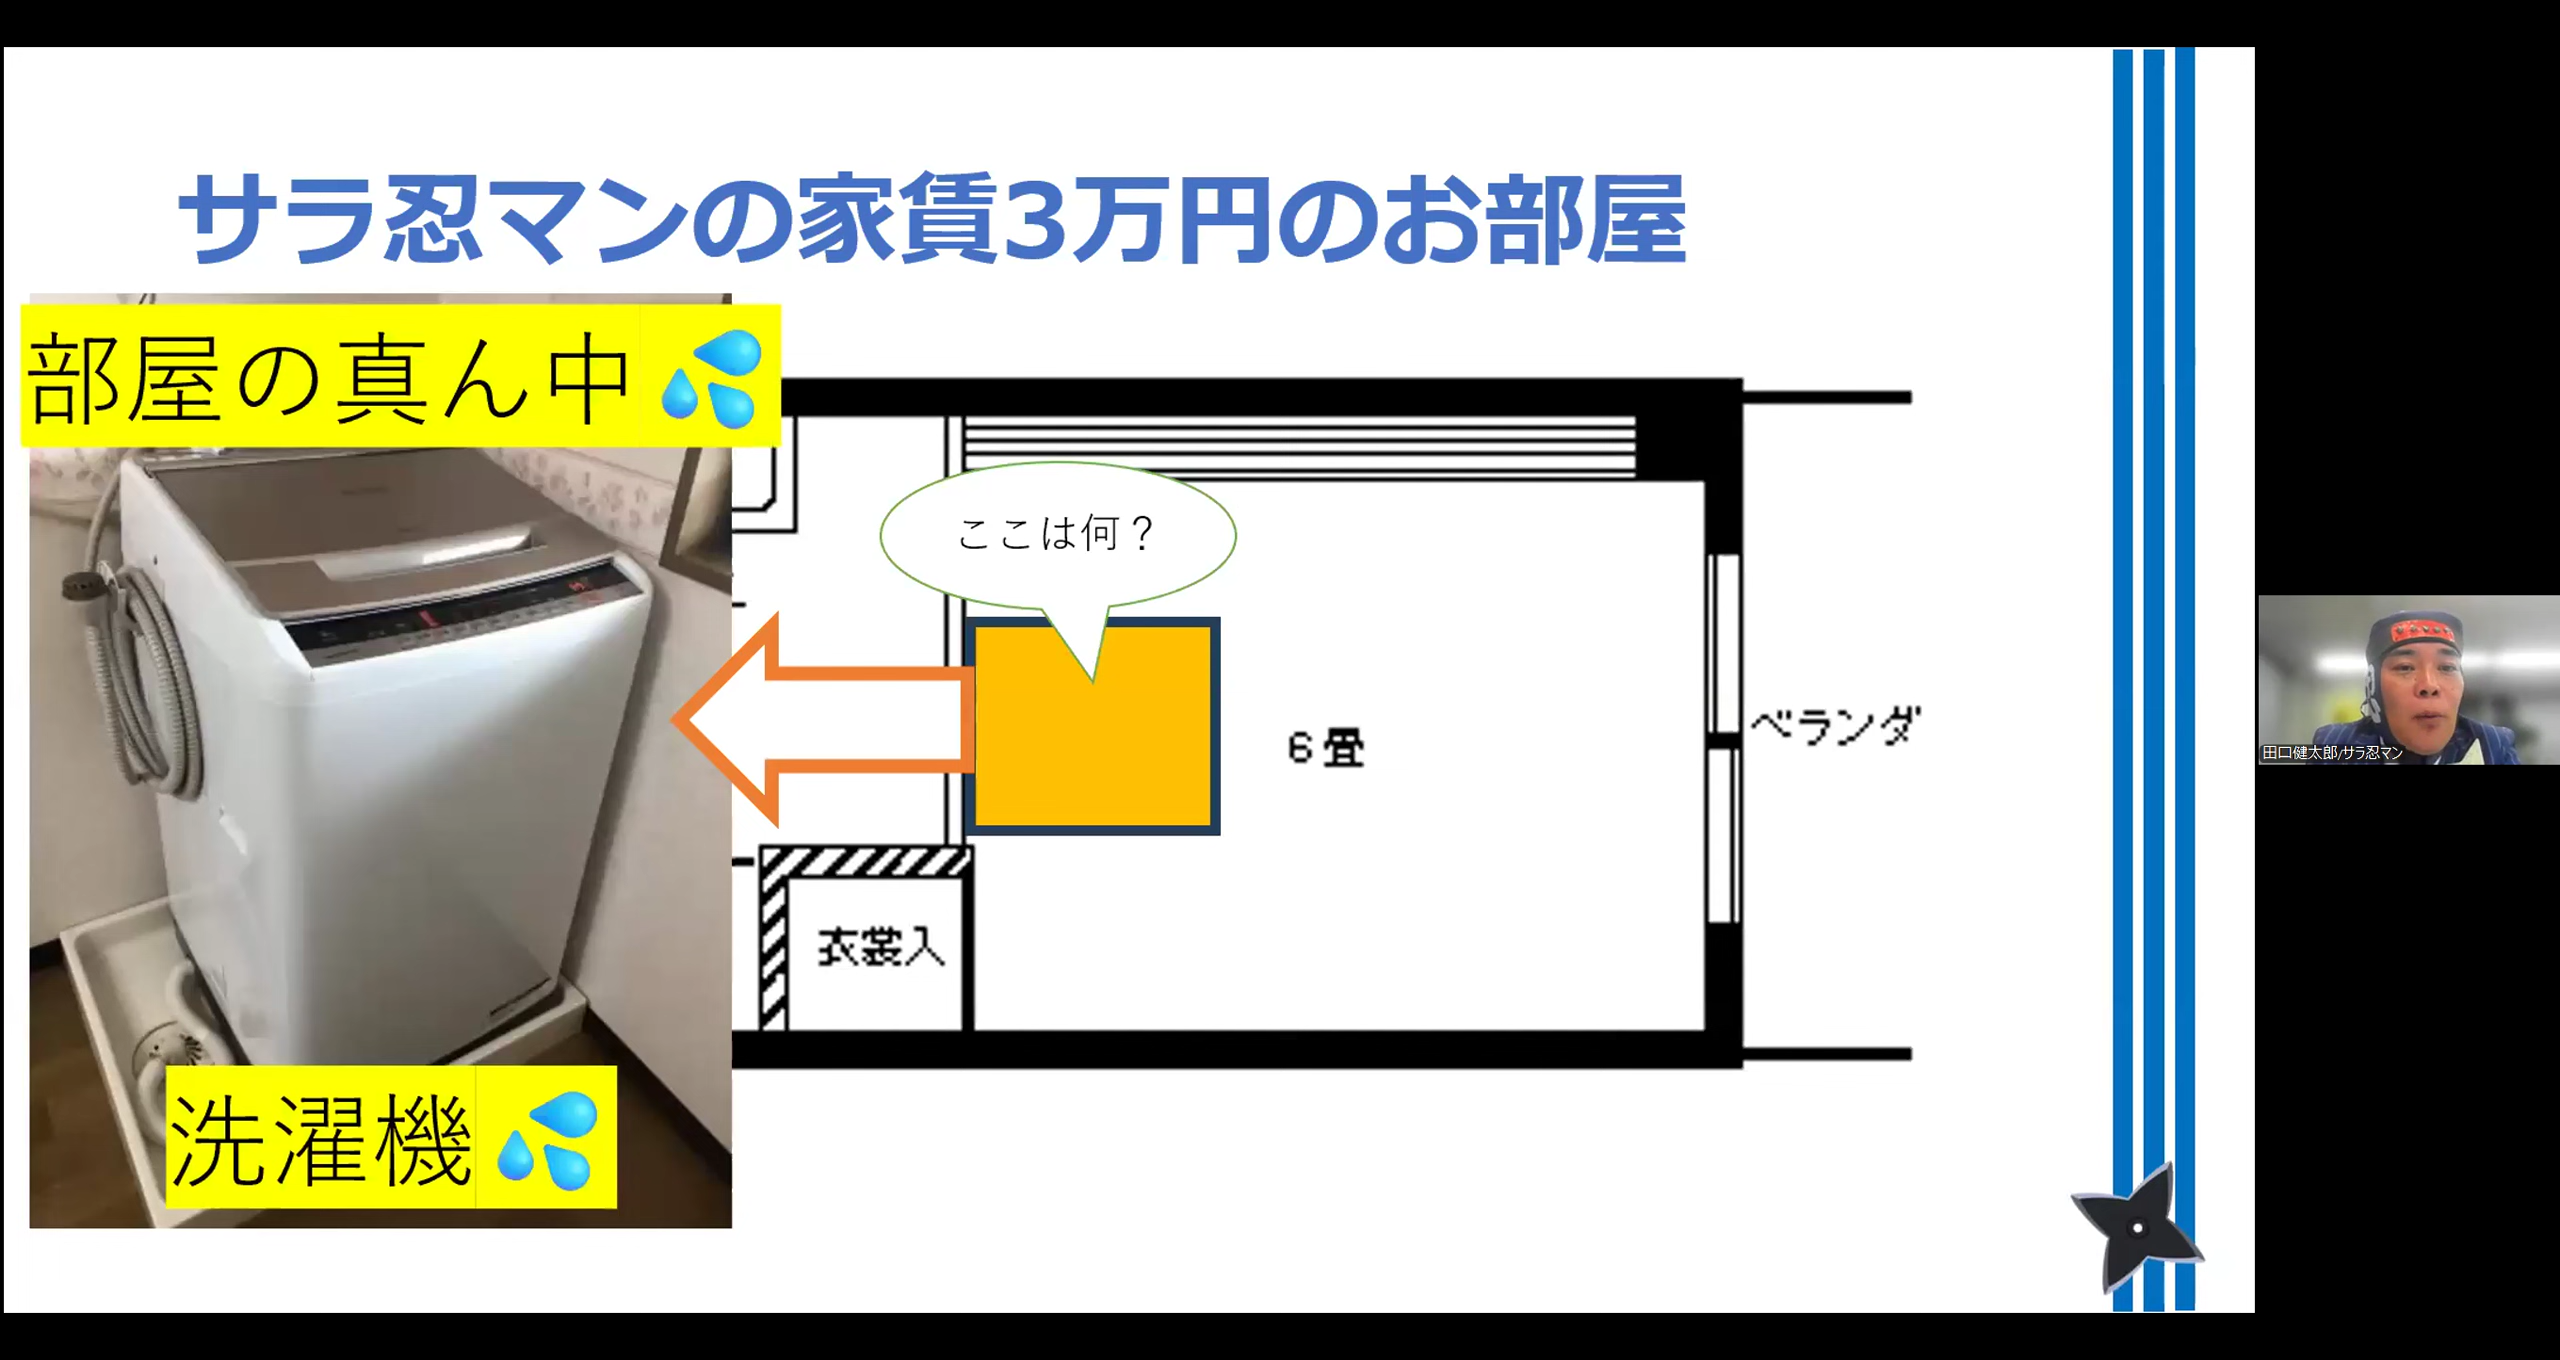 サラ忍マンの家賃3万円のお部屋
部屋の真ん中💦
ここは何？
6畳
ベランダ
衣裳入
洗濯機💦
田口健太郎/サラ忍マン